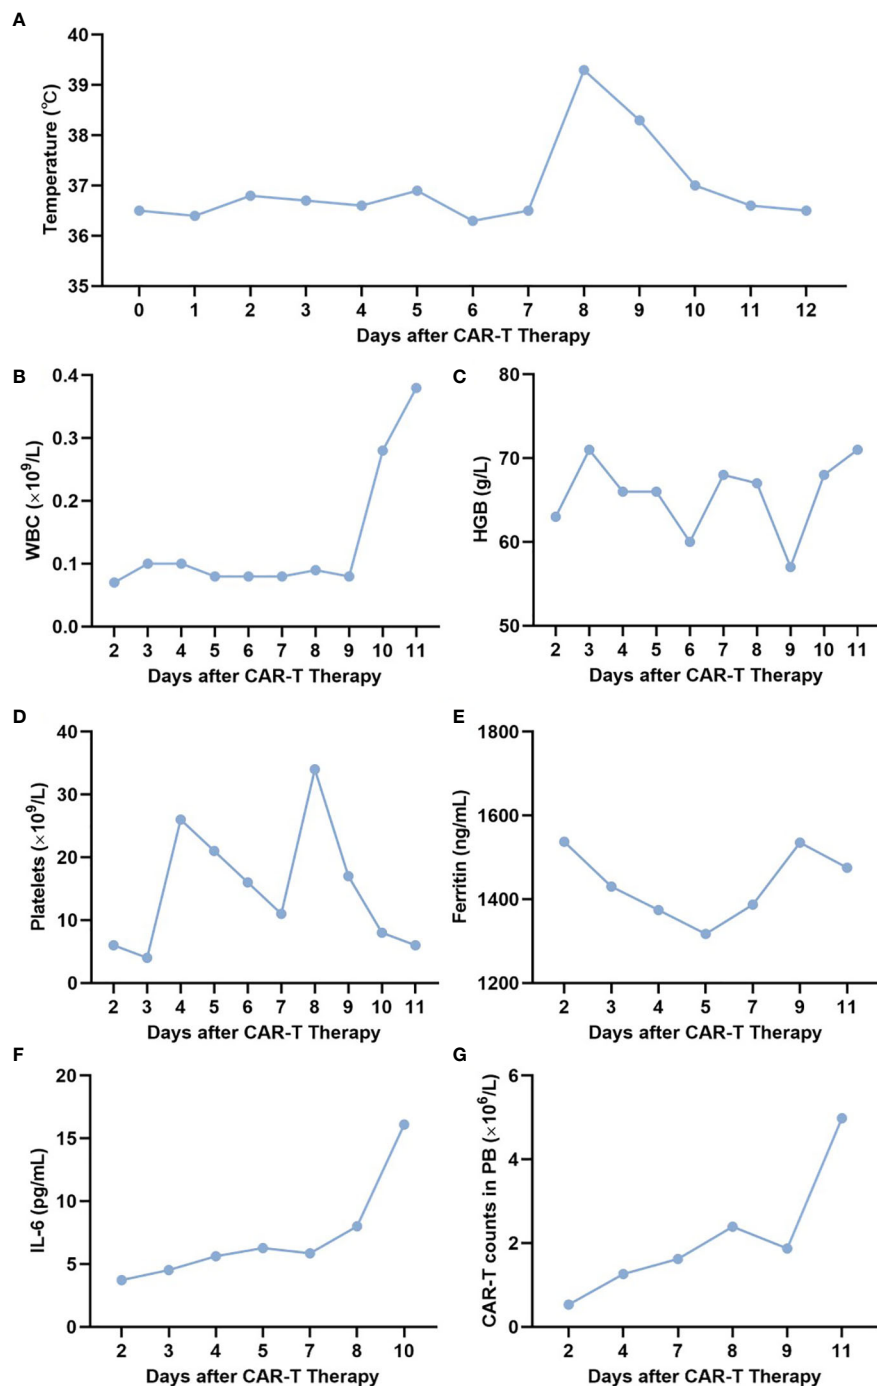 A
40
39
38
37
36
35
Temperature (℃)
0 1 2 3 4 5 6 7 8 9 10 11 12
Days after CAR-T Therapy
B
0.4
0.3
0.2
0.1
0.0
WBC (×10⁹/L)
2 3 4 5 6 7 8 9 10 11
Days after CAR-T Therapy
C
80
70
60
50
HGB (g/L)
2 3 4 5 6 7 8 9 10 11
Days after CAR-T Therapy
D
40
30
20
10
0
Platelets (×10⁹/L)
2 3 4 5 6 7 8 9 10 11
Days after CAR-T Therapy
E
1800
1600
1400
1200
Ferritin (ng/mL)
2 3 4 5 7 9 11
Days after CAR-T Therapy
F
20
15
10
5
0
IL-6 (pg/mL)
2 3 4 5 7 8 10
Days after CAR-T Therapy
G
6
4
2
0
CAR-T counts in PB (×10⁶/L)
2 4 7 8 9 11
Days after CAR-T Therapy